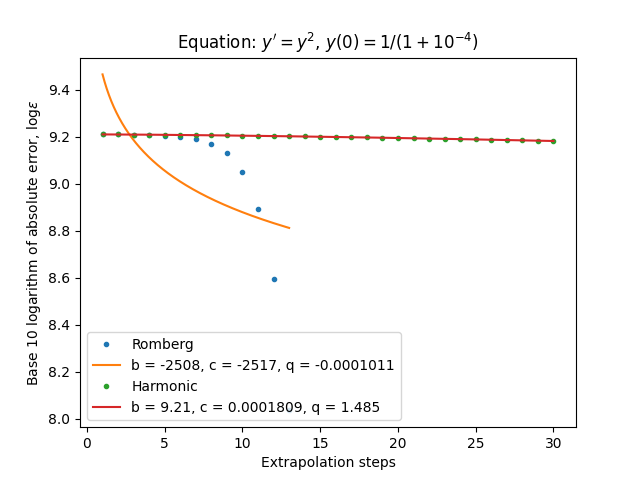 Equation: y′ = y², y(0) = 1/(1 + 10⁻⁴)
Base 10 logarithm of absolute error, logε
9.4
9.2
9.0
8.8
8.6
8.4
8.2
8.0
Romberg
b = -2508, c = -2517, q = -0.0001011
Harmonic
b = 9.21, c = 0.0001809, q = 1.485
0 5 10 15 20 25 30
Extrapolation steps